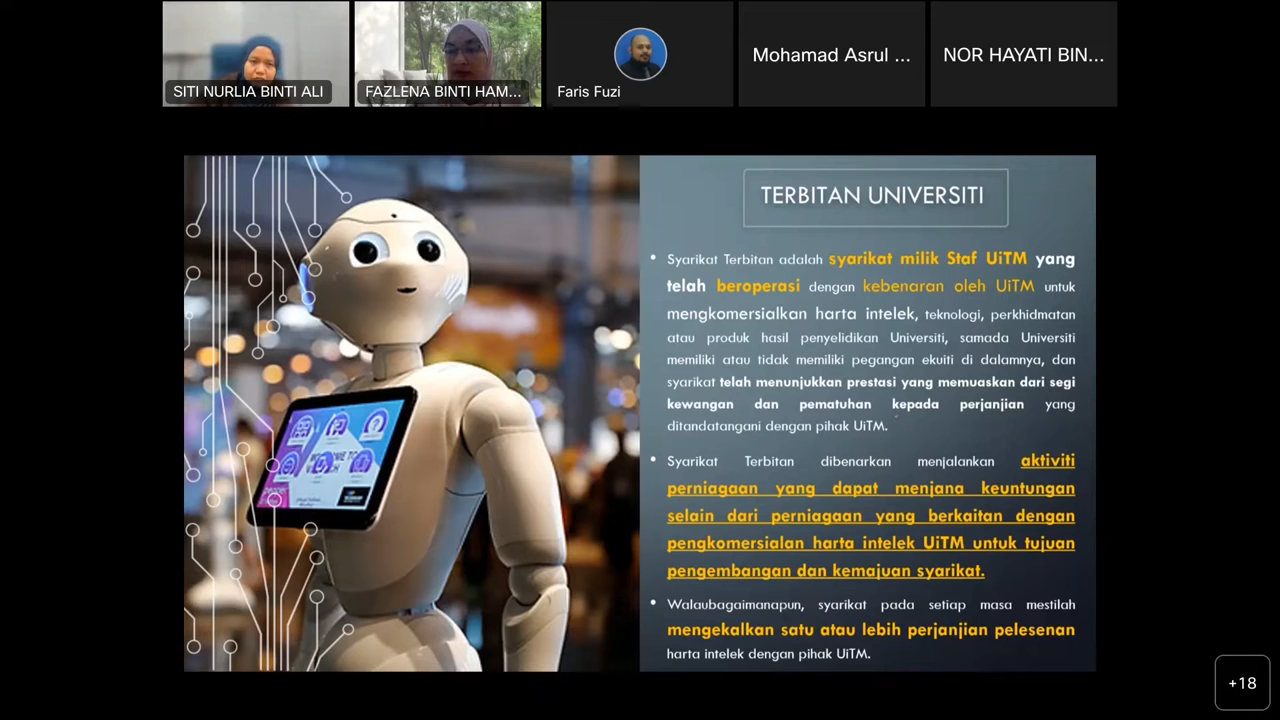 SITI NURLIA BINTI ALI
FAZLENA BINTI HAM...
Faris Fuzi
Mohamad Asrul ...
NOR HAYATI BIN...
TERBITAN UNIVERSITI
• Syarikat Terbitan adalah syarikat milik Staf UiTM yang
telah beroperasi dengan kebenaran oleh UiTM untuk
mengkomersialkan harta intelek, teknologi, perkhidmatan
atau produk hasil penyelidikan Universiti, samada Universiti
memiliki atau tidak memiliki pegangan ekuiti di dalamnya, dan
syarikat telah menunjukkan prestasi yang memuaskan dari segi
kewangan dan pematuhan kepada perjanjian yang
ditandatangani dengan pihak UiTM.
• Syarikat Terbitan dibenarkan menjalankan aktiviti
perniagaan yang dapat menjana keuntungan
selain dari perniagaan yang berkaitan dengan
pengkomersialan harta intelek UiTM untuk tujuan
pengembangan dan kemajuan syarikat.
• Walaubagaimanapun, syarikat pada setiap masa mestilah
mengekalkan satu atau lebih perjanjian pelesenan
harta intelek dengan pihak UiTM.
+18